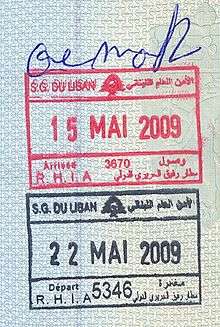 S.G. DU LIBAN الأمن العام اللبناني
15 MAI 2009
Arrivée 3670 وصول
R.H.I.A مطار رفيق الحريري الدولي
S.G. DU LIBAN الأمن العام اللبناني
22 MAI 2009
Départ 5346 مغادرة
R.H.I.A مطار رفيق الحريري الدولي